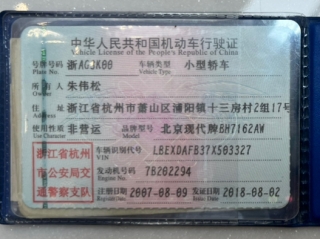 中华人民共和国机动车行驶证
Vehicle License of the People's Republic of China
号牌号码 浙AG0K00 车辆类型 小型轿车
Plate No. Vehicle Type
所有人 朱伟松
Owner
住址 浙江省杭州市萧山区浦阳镇十三房村2组17号
Address
使用性质 非营运 品牌型号 北京现代牌BH7162AW
Use Character Model
浙江省杭州市公安局交通警察支队
车辆识别代号 LBEXDAFB37X503327
VIN
发动机号码 7B202294
Engine No.
注册日期 2007-08-09 发证日期 2018-08-02
Register Date Issue Date